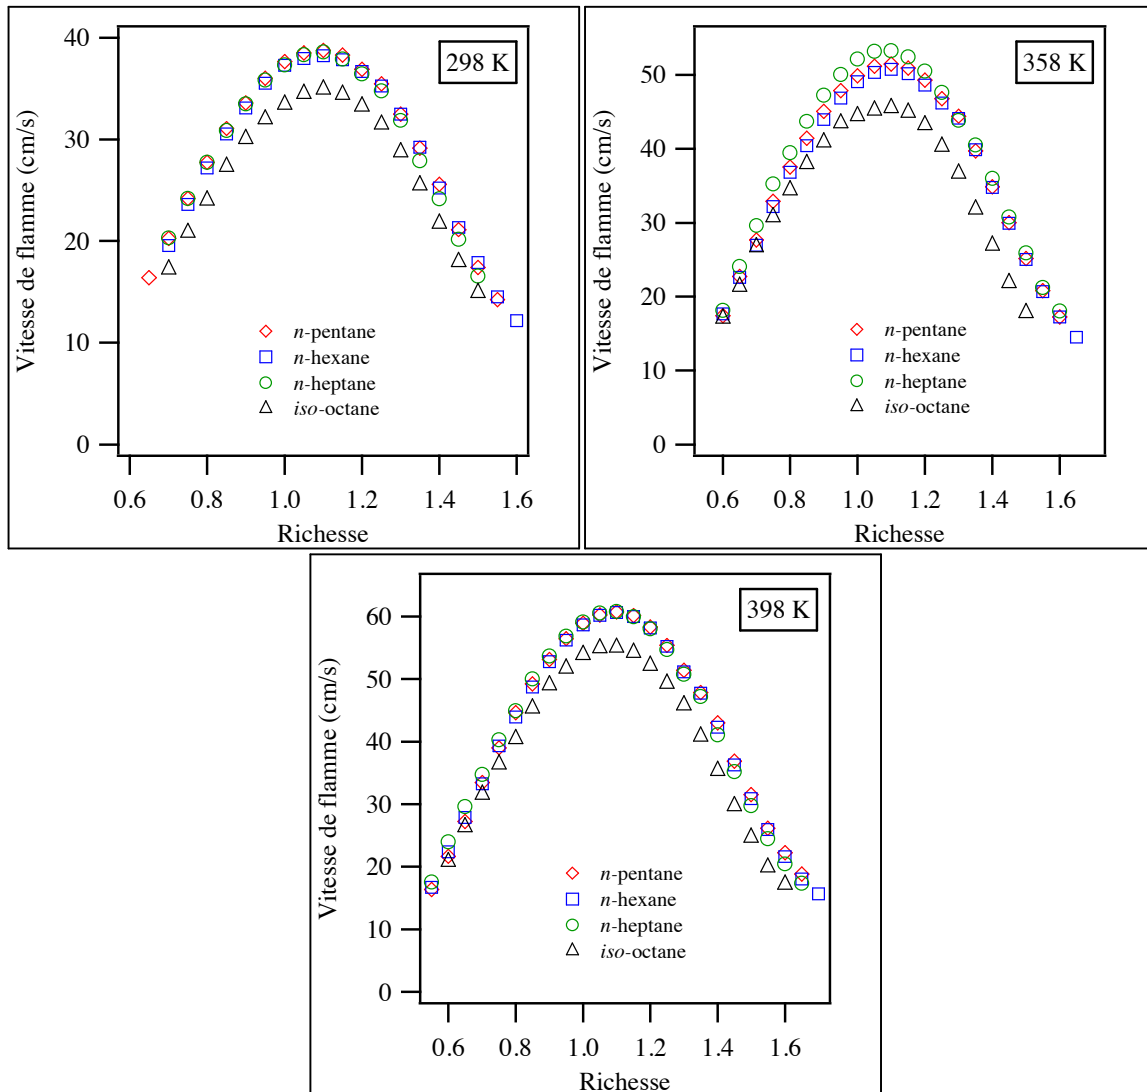 298 K
Vitesse de flamme (cm/s)
40
30
20
10
0
n-pentane
n-hexane
n-heptane
iso-octane
0.6 0.8 1.0 1.2 1.4 1.6
Richesse
358 K
Vitesse de flamme (cm/s)
50
40
30
20
10
0
n-pentane
n-hexane
n-heptane
iso-octane
0.6 0.8 1.0 1.2 1.4 1.6
Richesse
398 K
Vitesse de flamme (cm/s)
60
50
40
30
20
10
0
n-pentane
n-hexane
n-heptane
iso-octane
0.6 0.8 1.0 1.2 1.4 1.6
Richesse